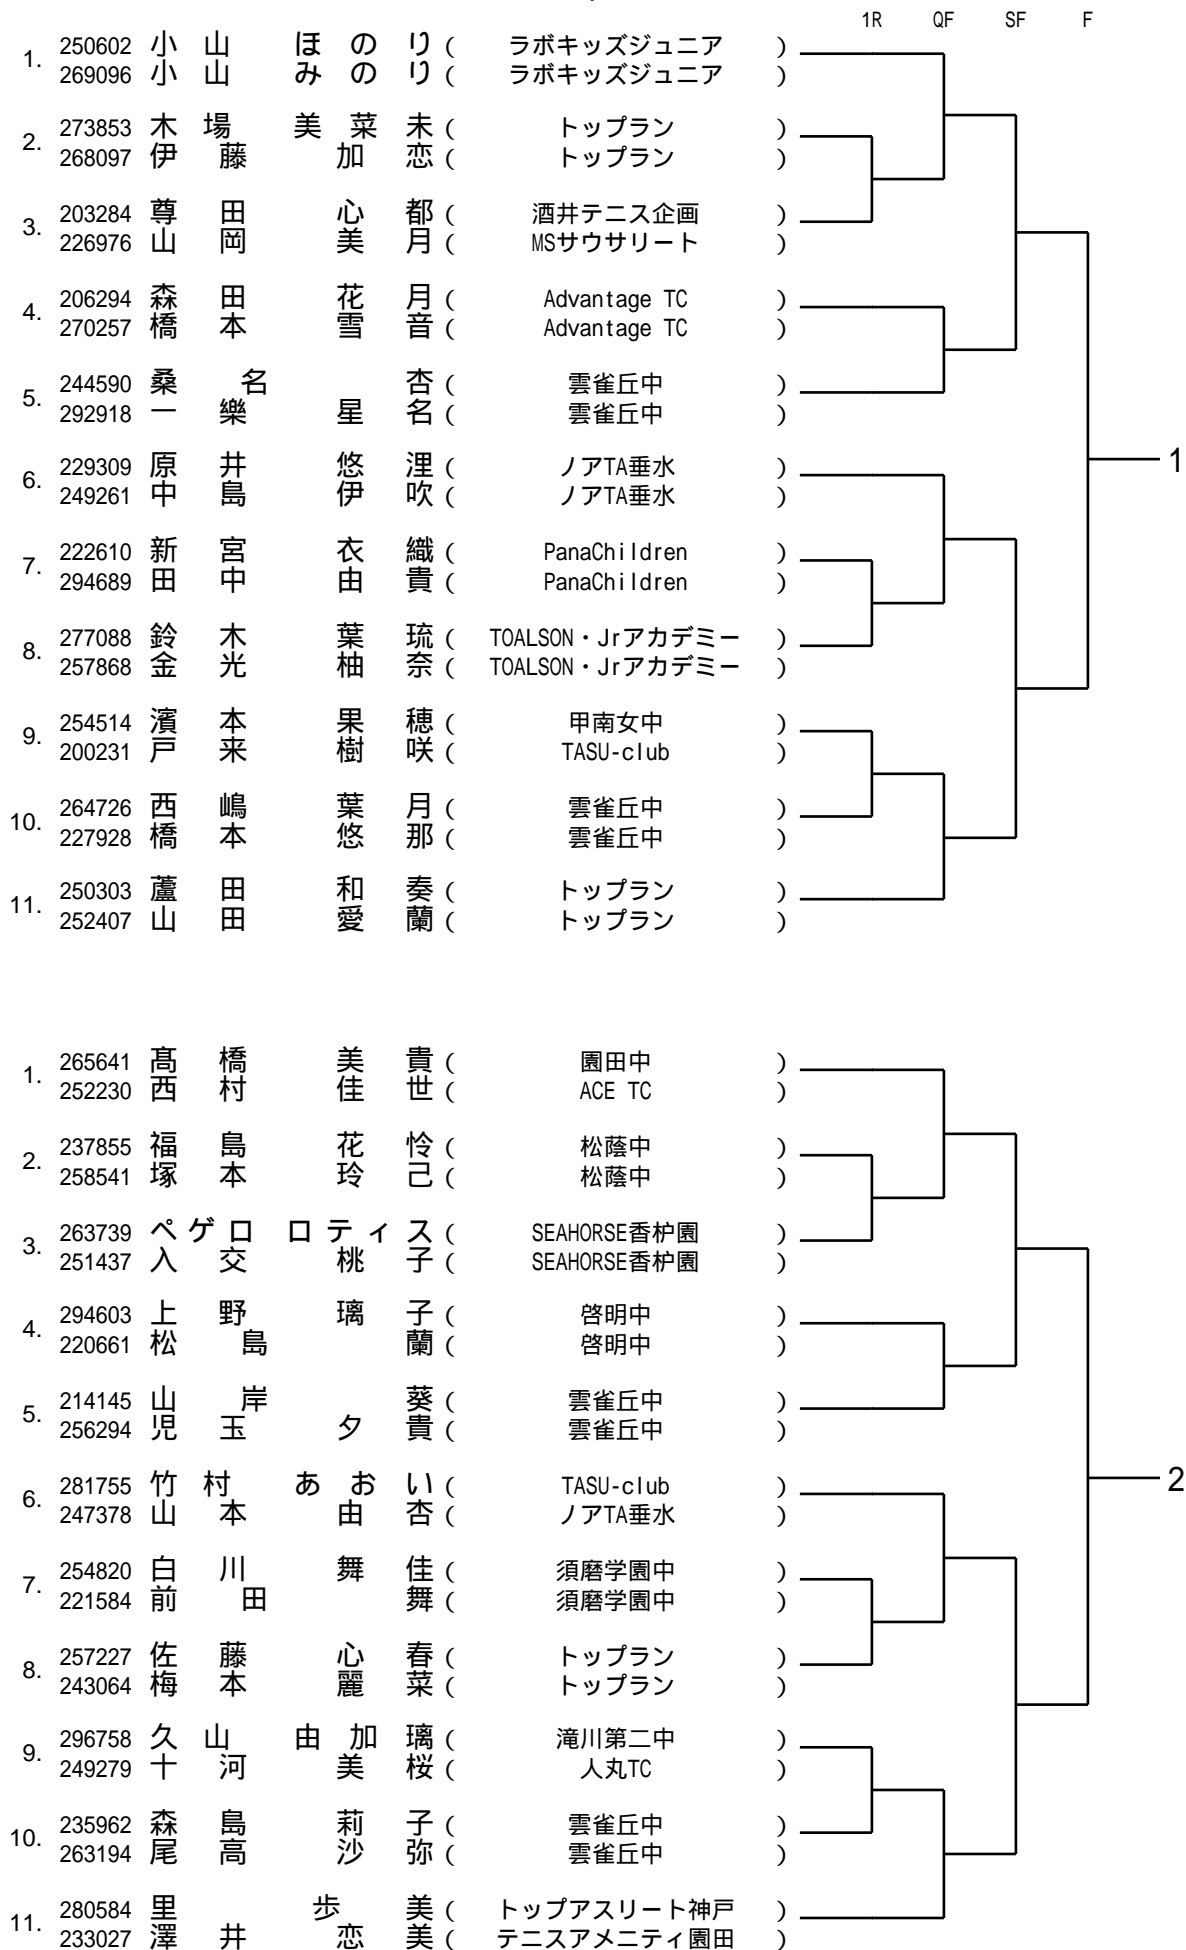 1R QF SF F
1. 250602 小山 ほのり ( ラボキッズジュニア )
269096 小山 みのり ( ラボキッズジュニア )
2. 273853 木場 美菜未 ( トップラン )
268097 伊藤 加恋 ( トップラン )
3. 203284 尊田 心都 ( 酒井テニス企画 )
226976 山岡 美月 ( MSサウサリート )
4. 206294 森田 花月 ( Advantage TC )
270257 橋本 雪音 ( Advantage TC )
5. 244590 桑名 杏 ( 雲雀丘中 )
292918 一樂 星名 ( 雲雀丘中 )
1
6. 229309 原井 悠浬 ( ノアTA垂水 )
249261 中島 伊吹 ( ノアTA垂水 )
7. 222610 新宮 衣織 ( PanaChildren )
294689 田中 由貴 ( PanaChildren )
8. 277088 鈴木 葉琉 ( TOALSON・Jrアカデミー )
257868 金光 柚奈 ( TOALSON・Jrアカデミー )
9. 254514 濱本 果穂 ( 甲南女中 )
200231 戸来 樹咲 ( TASU-club )
10. 264726 西嶋 葉月 ( 雲雀丘中 )
227928 橋本 悠那 ( 雲雀丘中 )
11. 250303 蘆田 和奏 ( トップラン )
252407 山田 愛蘭 ( トップラン )
1. 265641 髙橋 美貴 ( 園田中 )
252230 西村 佳世 ( ACE TC )
2. 237855 福島 花怜 ( 松蔭中 )
258541 塚本 玲己 ( 松蔭中 )
3. 263739 ペゲロ ロティス ( SEAHORSE香枦園 )
251437 入交 桃子 ( SEAHORSE香枦園 )
4. 294603 上野 璃子 ( 啓明中 )
220661 松島 蘭 ( 啓明中 )
5. 214145 山岸 葵 ( 雲雀丘中 )
256294 児玉 夕貴 ( 雲雀丘中 )
2
6. 281755 竹村 あおい ( TASU-club )
247378 山本 由杏 ( ノアTA垂水 )
7. 254820 白川 舞佳 ( 須磨学園中 )
221584 前田 舞 ( 須磨学園中 )
8. 257227 佐藤 心春 ( トップラン )
243064 梅本 麗菜 ( トップラン )
9. 296758 久山 由加璃 ( 滝川第二中 )
249279 十河 美桜 ( 人丸TC )
10. 235962 森島 莉子 ( 雲雀丘中 )
263194 尾高 沙弥 ( 雲雀丘中 )
11. 280584 里 歩美 ( トップアスリート神戸 )
233027 澤井 恋美 ( テニスアメニティ園田 )